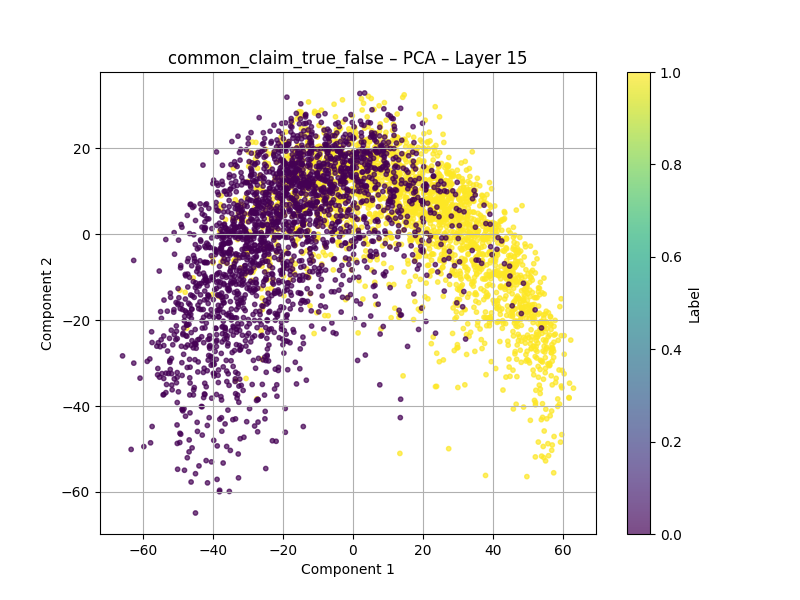 common_claim_true_false – PCA – Layer 15
1.0
0.8
0.6
0.4
0.2
0.0
Label
20
0
−20
−40
−60
Component 2
−60 −40 −20 0 20 40 60
Component 1